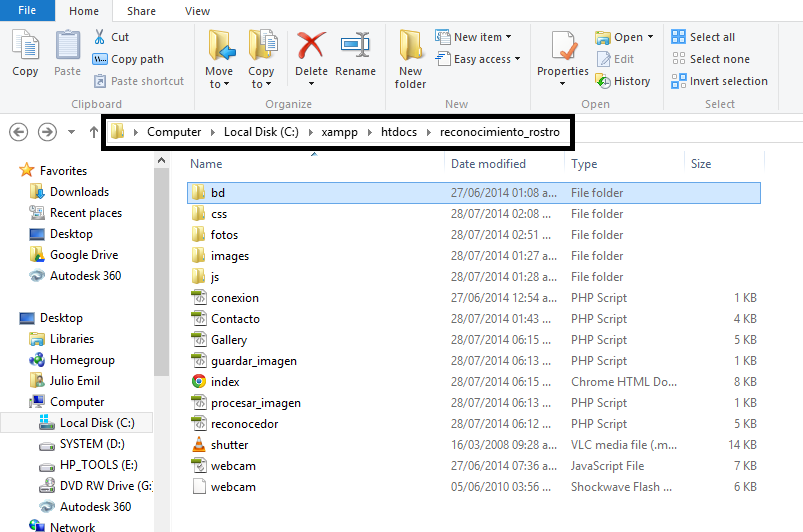 File Home Share View
Copy
Paste
Cut
Copy path
Paste shortcut
Clipboard
Move to
Copy to
Delete
Rename
Organize
New folder
New item
Easy access
New
Properties
Open
Edit
History
Open
Select all
Select none
Invert selection
Select
Computer Local Disk (C:) xampp htdocs reconocimiento_rostro
Favorites
Downloads
Recent places
Desktop
Google Drive
Autodesk 360
Desktop
Libraries
Homegroup
Julio Emil
Computer
Local Disk (C:)
SYSTEM (D:)
HP_TOOLS (E:)
DVD RW Drive (G:
Autodesk 360
Network
Name Date modified Type Size
bd 27/06/2014 01:08 a... File folder
css 28/07/2014 02:08 ... File folder
fotos 28/07/2014 02:51 ... File folder
images 28/07/2014 01:27 a... File folder
js 28/07/2014 01:28 a... File folder
conexion 27/06/2014 12:54 a... PHP Script 1 KB
Contacto 28/07/2014 01:43 ... PHP Script 4 KB
Gallery 28/07/2014 06:15 ... PHP Script 5 KB
guardar_imagen 28/07/2014 06:13 ... PHP Script 1 KB
index 28/07/2014 06:15 ... Chrome HTML Do... 8 KB
procesar_imagen 28/07/2014 06:13 ... PHP Script 1 KB
reconocedor 28/07/2014 06:12 ... PHP Script 5 KB
shutter 16/03/2008 09:28 a... VLC media file (.m... 14 KB
webcam 27/06/2014 07:36 a... JavaScript File 7 KB
webcam 05/06/2010 03:56 ... Shockwave Flash ... 6 KB